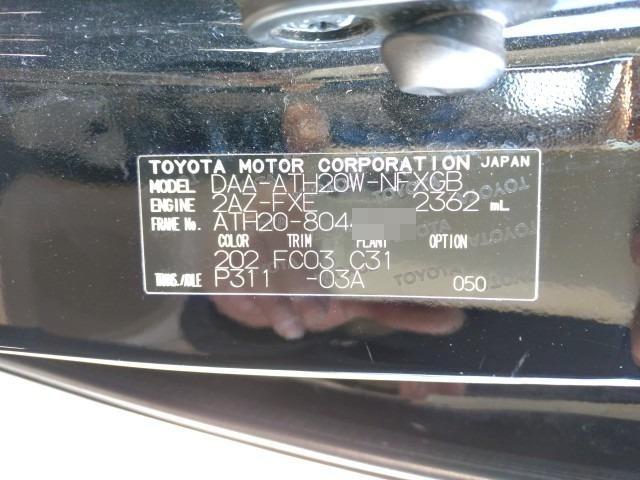 TOYOTA MOTOR CORPORATION JAPAN
MODEL DAA-ATH20W-NFXGB
ENGINE 2AZ-FXE 2362 mL
FRAME No. ATH20-804
COLOR TRIM PLANT OPTION
202 FC03 C31
TRANS./AXLE P311 -03A 050